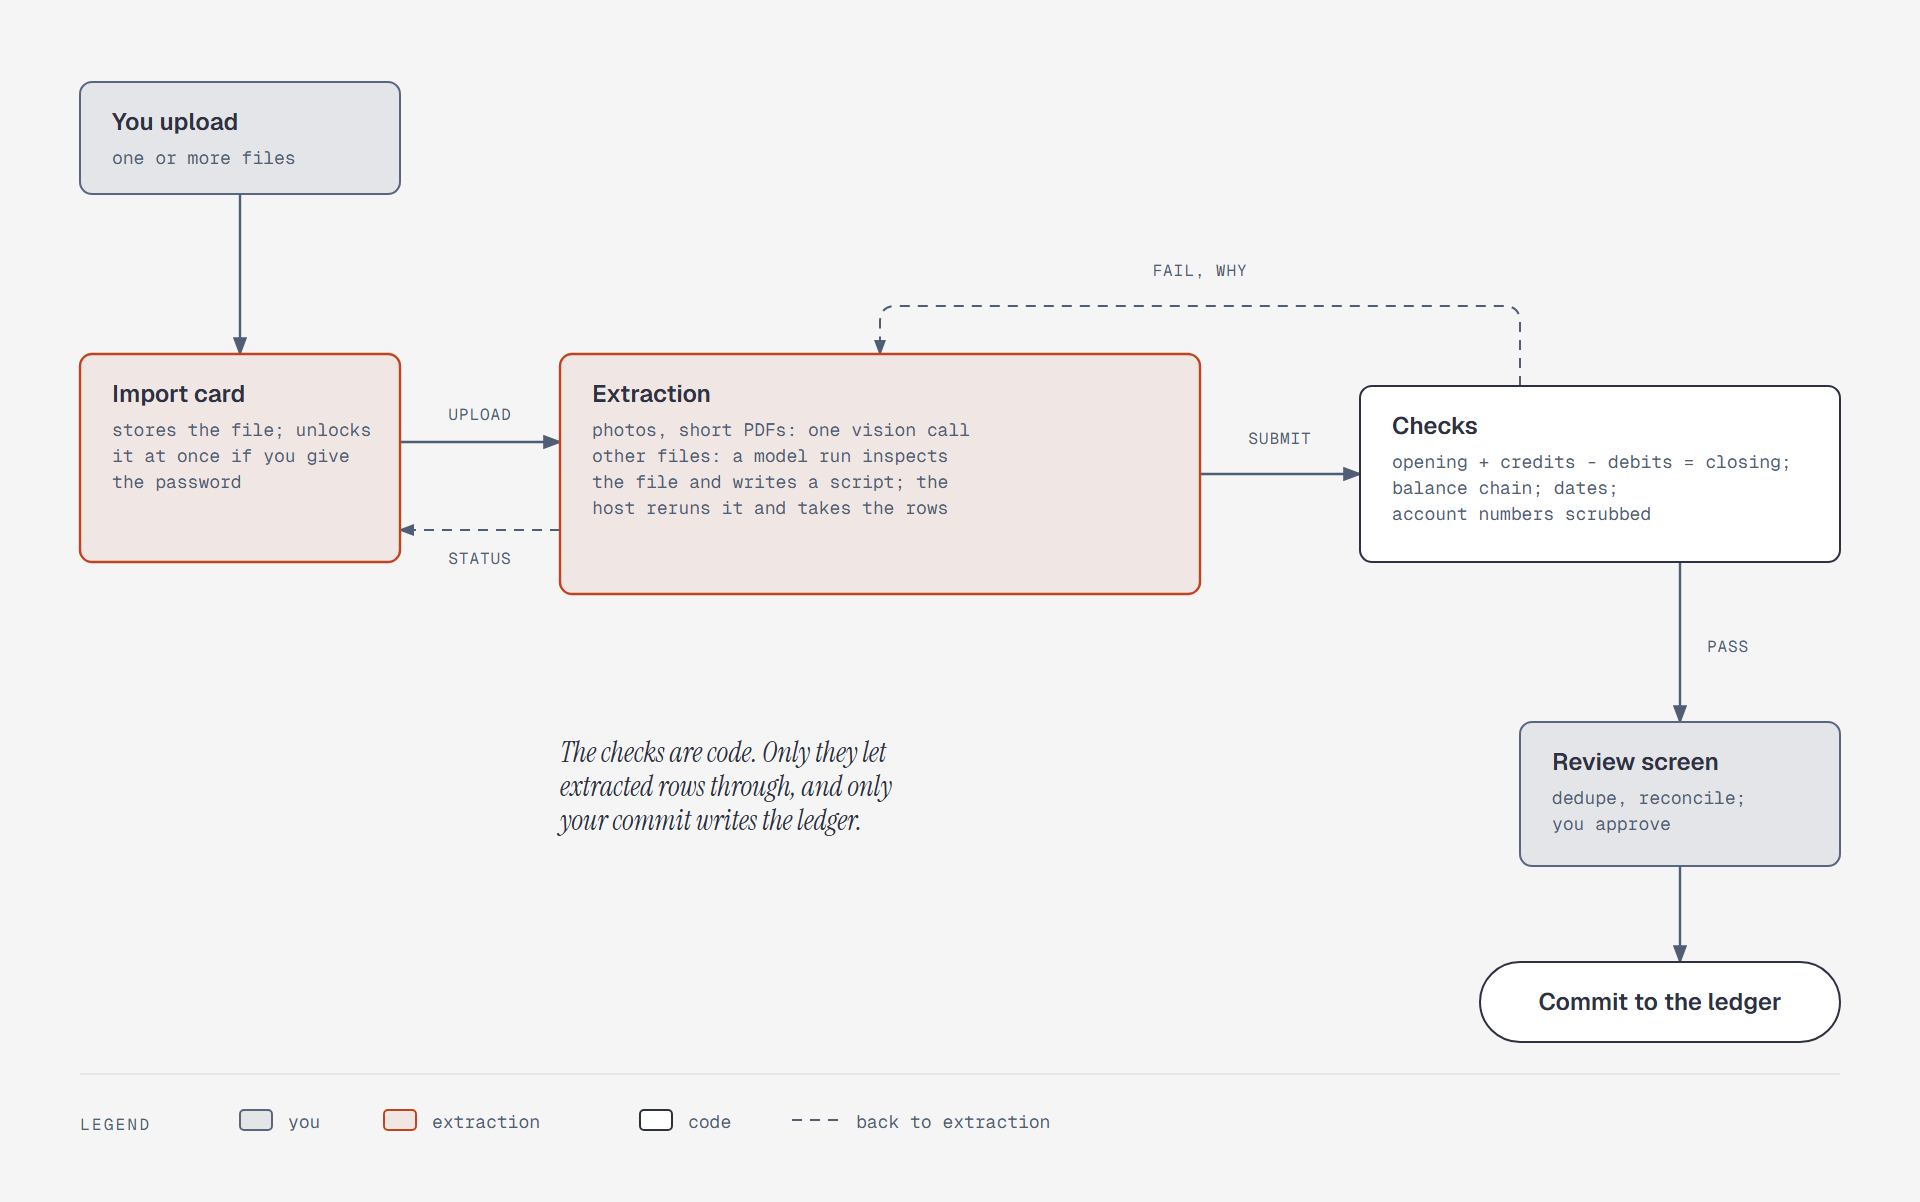 You upload
one or more files
FAIL, WHY
Import card
stores the file; unlocks
it at once if you give
the password
UPLOAD
STATUS
Extraction
photos, short PDFs: one vision call
other files: a model run inspects
the file and writes a script; the
host reruns it and takes the rows
SUBMIT
Checks
opening + credits - debits = closing;
balance chain; dates;
account numbers scrubbed
PASS
The checks are code. Only they let
extracted rows through, and only
your commit writes the ledger.
Review screen
dedupe, reconcile;
you approve
Commit to the ledger
LEGEND
you
extraction
code
back to extraction